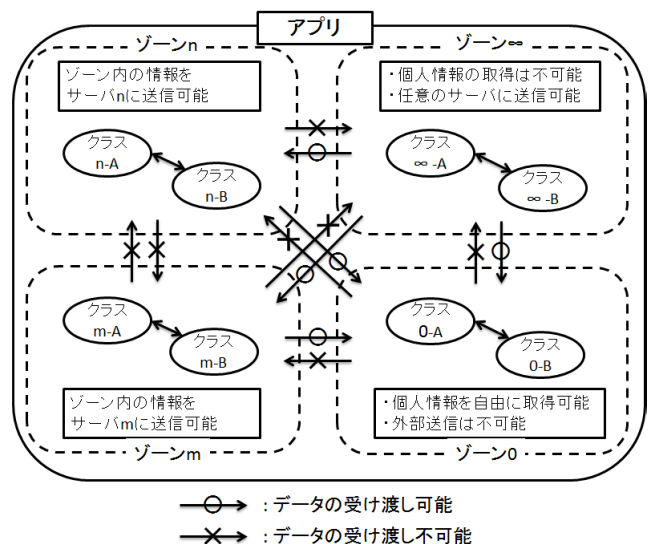 アプリ
ゾーンn
ゾーン∞
ゾーン内の情報を
サーバnに送信可能
・個人情報の取得は不可能
・任意のサーバに送信可能
クラス
n-A
クラス
n-B
クラス
∞-A
クラス
∞-B
クラス
m-A
クラス
m-B
クラス
0-A
クラス
0-B
ゾーン内の情報を
サーバmに送信可能
・個人情報を自由に取得可能
・外部送信は不可能
ゾーンm
ゾーン0
:データの受け渡し可能
:データの受け渡し不可能